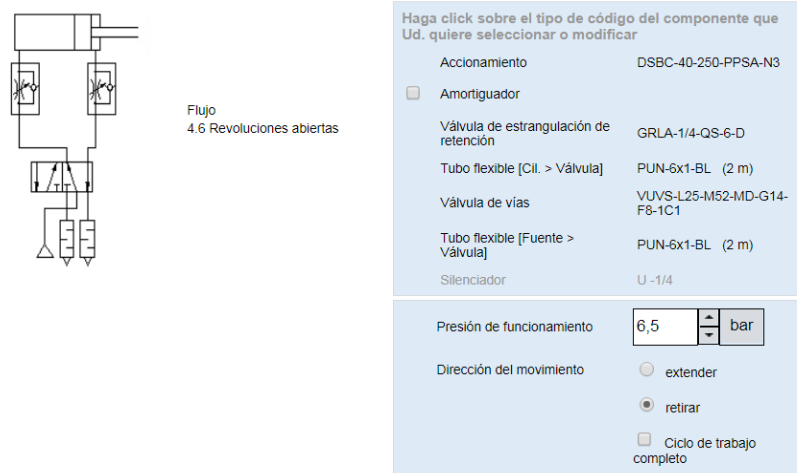 Flujo
4.6 Revoluciones abiertas
Haga click sobre el tipo de código del componente que
Ud. quiere seleccionar o modificar
Accionamiento DSBC-40-250-PPSA-N3
Amortiguador
Válvula de estrangulación de
retención GRLA-1/4-QS-6-D
Tubo flexible [Cil. > Válvula] PUN-6x1-BL (2 m)
Válvula de vías VUVS-L25-M52-MD-G14-
F8-1C1
Tubo flexible [Fuente >
Válvula] PUN-6x1-BL (2 m)
Silenciador U -1/4
Presión de funcionamiento 6,5 bar
Dirección del movimiento extender
retirar
Ciclo de trabajo
completo